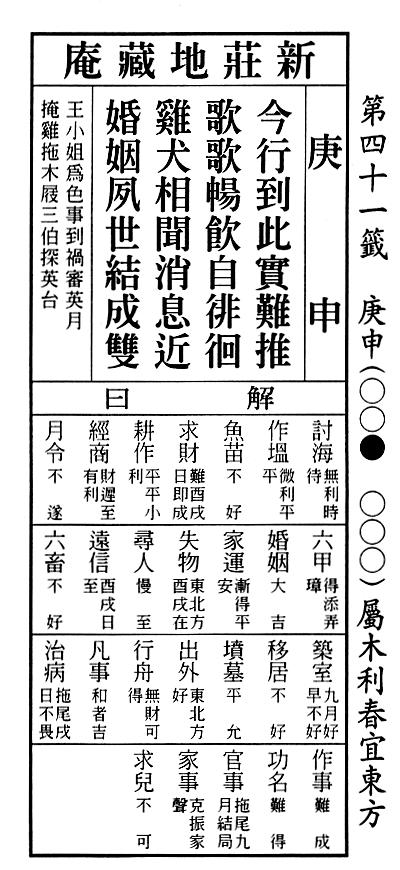 第四十一籤 庚申(○○● ○○○)屬木利春宜東方
新莊地藏庵
庚申
今行到此實難推
歌歌暢飲自徘徊
雞犬相聞消息近
婚姻夙世結成雙
王小姐為色事到禍審英月
掩雞拖木屐三伯探英台
解曰
討海 無利時待
作塭 微利平平
魚苗 不好
求財 難酉戌日即成
耕作 平平小利
經商 財遲至有利
月令 不遂
六甲 得添弄璋
婚姻 大吉
家運 漸得平安
失物 東北方酉戌在
尋人 慢至
遠信 酉戌日至
六畜 不好
築室 九月好早不好
移居 不好
墳墓 平允
出外 東北方好
行舟 無財可得
凡事 和者吉
治病 拖尾戌日不畏
作事 難成
功名 難得
官事 拖尾九月結局
家事 克振家聲
求兒 不可